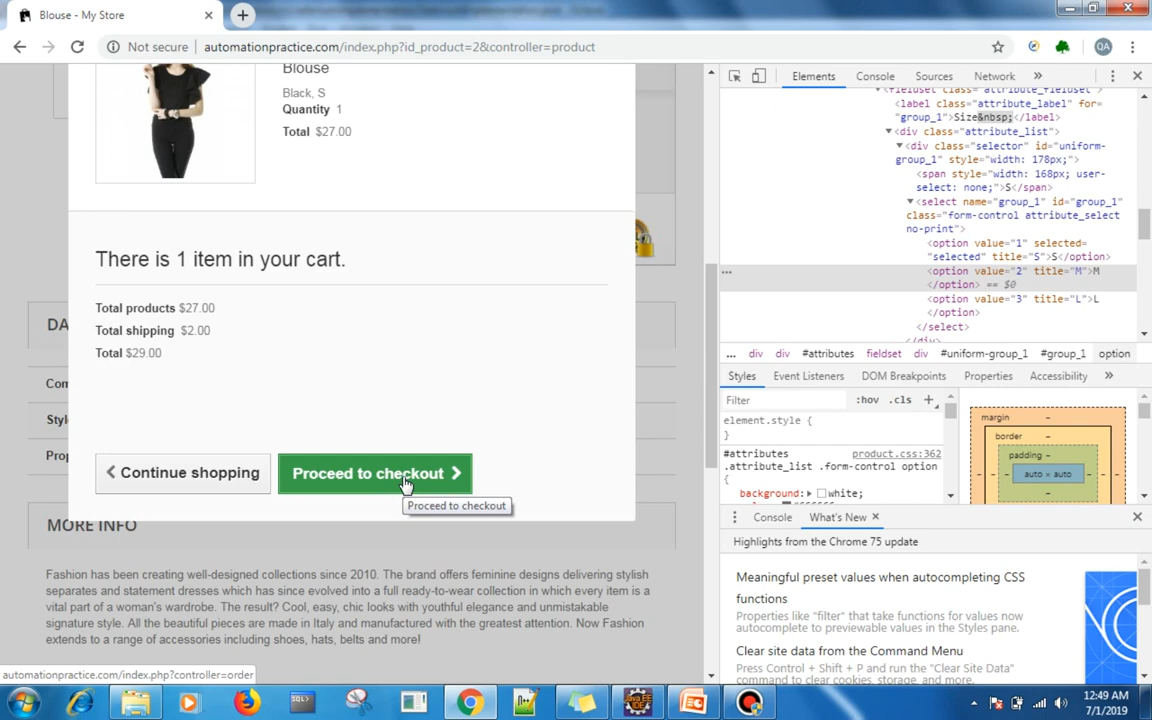 Blouse - My Store
Not secure
automationpractice.com/index.php?id_product=2&controller=product
QA
Blouse
Black, S
Quantity 1
Total $27.00
There is 1 item in your cart.
Total products $27.00
Total shipping $2.00
Total $29.00
Continue shopping
Proceed to checkout
Proceed to checkout
DA
Com
Style
Prop
MORE INFO
Fashion has been creating well-designed collections since 2010. The brand offers feminine designs delivering stylish
separates and statement dresses which has since evolved into a full ready-to-wear collection in which every item is a
vital part of a woman's wardrobe. The result? Cool, easy, chic looks with youthful elegance and unmistakable
signature style. All the beautiful pieces are made in Italy and manufactured with the greatest attention. Now Fashion
extends to a range of accessories including shoes, hats, belts and more!
automationpractice.com/index.php?controller=order
Elements Console Sources Network »
<fieldset class="attribute_fieldset">
<label class="attribute_label" for=
"group_1">Size&nbsp;</label>
<div class="attribute_list">
<div class="selector" id="uniform-
group_1" style="width: 178px;">
<span style="width: 168px; user-
select: none;">S</span>
<select name="group_1" id="group_1"
class="form-control attribute_select
no-print">
<option value="1" selected=
"selected" title="S">S</option>
<option value="2" title="M">M
</option> == $0
<option value="3" title="L">L
</option>
</select>
</div>
... div div #attributes fieldset div #uniform-group_1 #group_1 option
Styles Event Listeners DOM Breakpoints Properties Accessibility »
Filter :hov .cls +
element.style {
}
#attributes product.css:362
.attribute_list .form-control option
{
background: white;
margin –
border –
padding –
– – – auto × auto – – –
–
Console What's New ×
Highlights from the Chrome 75 update
Meaningful preset values when autocompleting CSS
functions
Properties like "filter" that take functions for values now
autocomplete to previewable values in the Styles pane.
Clear site data from the Command Menu
Press Control + Shift + P and run the "Clear Site Data"
command to clear cookies, storage, and more.
SQL
Java EE
IDE
12:49 AM
7/1/2019